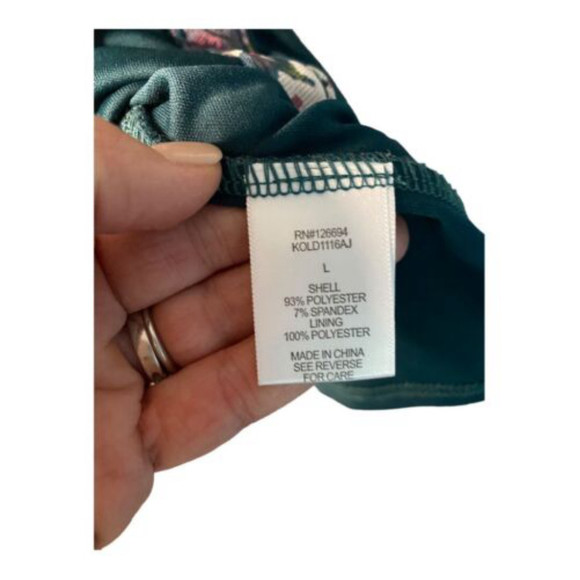 RN#126694
KOLD1116AJ
L
SHELL
93% POLYESTER
7% SPANDEX
LINING
100% POLYESTER
MADE IN CHINA
SEE REVERSE
FOR CARE